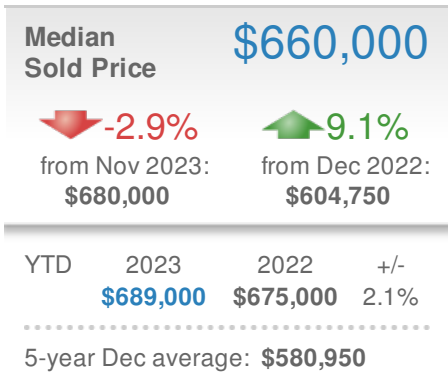 Median $660,000
Sold Price
-2.9% 9.1%
from Nov 2023: from Dec 2022:
$680,000 $604,750
YTD 2023 2022 +/-
$689,000 $675,000 2.1%
5-year Dec average: $580,950